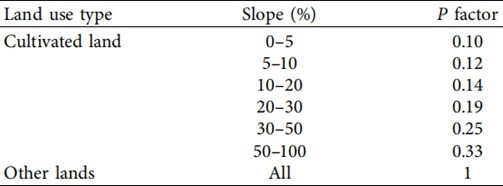 Land use type Slope (%) P factor
Cultivated land 0–5 0.10
5–10 0.12
10–20 0.14
20–30 0.19
30–50 0.25
50–100 0.33
Other lands All 1